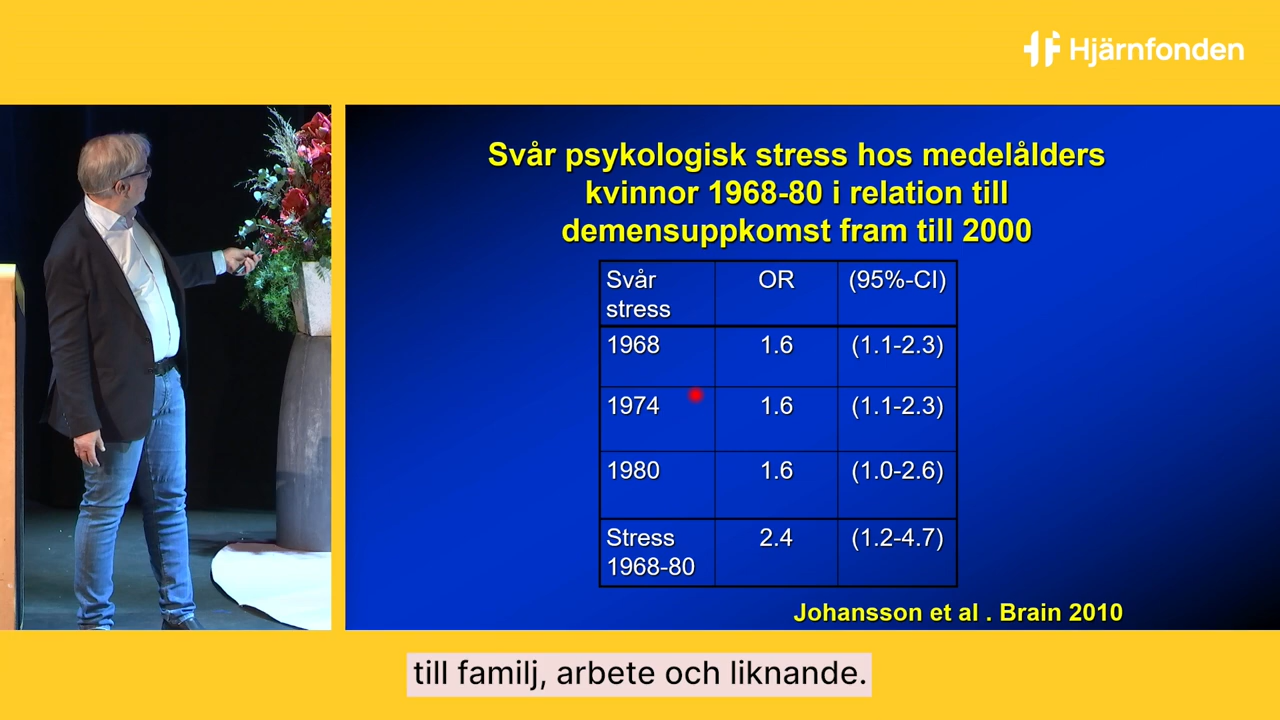 Hjärnfonden
Svår psykologisk stress hos medelålders
kvinnor 1968-80 i relation till
demensuppkomst fram till 2000
Svår stress OR (95%-CI)
1968 1.6 (1.1-2.3)
1974 1.6 (1.1-2.3)
1980 1.6 (1.0-2.6)
Stress 1968-80 2.4 (1.2-4.7)
Johansson et al . Brain 2010
till familj, arbete och liknande.